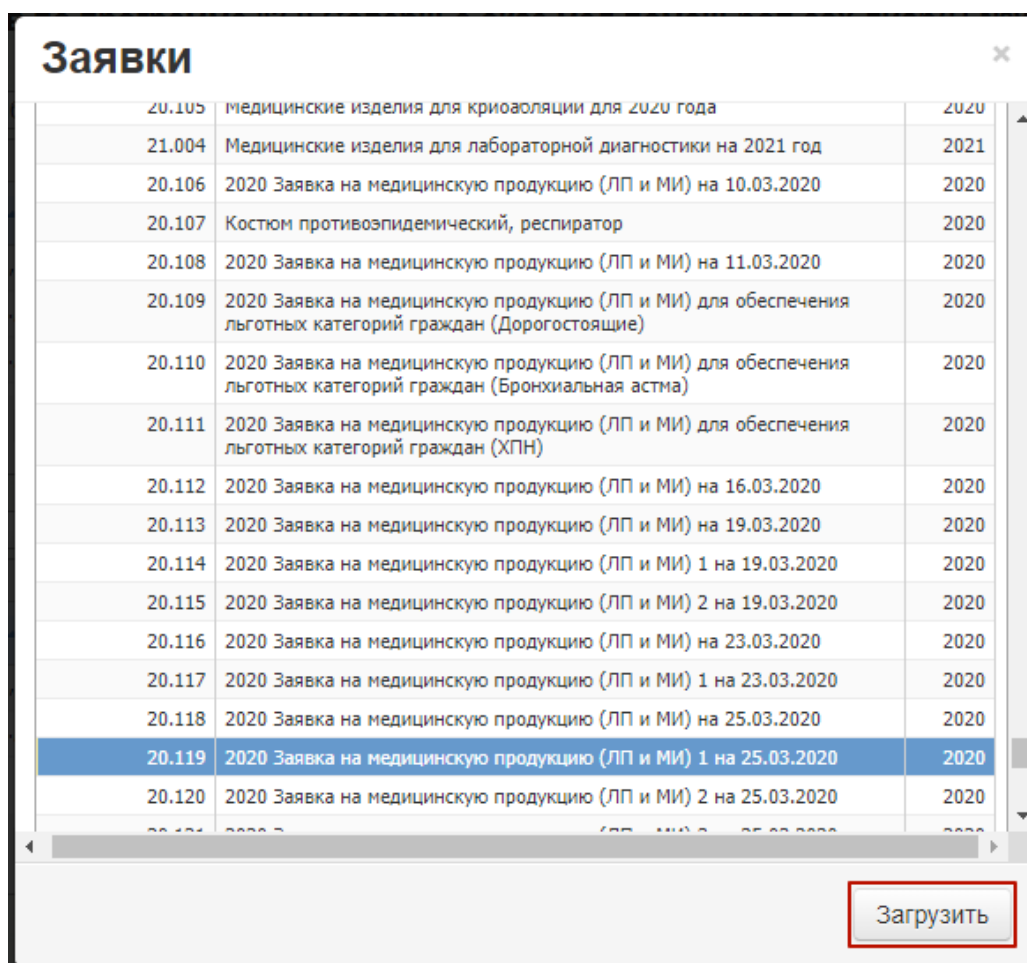 Заявки
×
20.105 Медицинские изделия для криоабляции для 2020 года 2020
21.004 Медицинские изделия для лабораторной диагностики на 2021 год 2021
20.106 2020 Заявка на медицинскую продукцию (ЛП и МИ) на 10.03.2020 2020
20.107 Костюм противоэпидемический, респиратор 2020
20.108 2020 Заявка на медицинскую продукцию (ЛП и МИ) на 11.03.2020 2020
20.109 2020 Заявка на медицинскую продукцию (ЛП и МИ) для обеспечения 2020
льготных категорий граждан (Дорогостоящие)
20.110 2020 Заявка на медицинскую продукцию (ЛП и МИ) для обеспечения 2020
льготных категорий граждан (Бронхиальная астма)
20.111 2020 Заявка на медицинскую продукцию (ЛП и МИ) для обеспечения 2020
льготных категорий граждан (ХПН)
20.112 2020 Заявка на медицинскую продукцию (ЛП и МИ) на 16.03.2020 2020
20.113 2020 Заявка на медицинскую продукцию (ЛП и МИ) на 19.03.2020 2020
20.114 2020 Заявка на медицинскую продукцию (ЛП и МИ) 1 на 19.03.2020 2020
20.115 2020 Заявка на медицинскую продукцию (ЛП и МИ) 2 на 19.03.2020 2020
20.116 2020 Заявка на медицинскую продукцию (ЛП и МИ) на 23.03.2020 2020
20.117 2020 Заявка на медицинскую продукцию (ЛП и МИ) 1 на 23.03.2020 2020
20.118 2020 Заявка на медицинскую продукцию (ЛП и МИ) на 25.03.2020 2020
20.119 2020 Заявка на медицинскую продукцию (ЛП и МИ) 1 на 25.03.2020 2020
20.120 2020 Заявка на медицинскую продукцию (ЛП и МИ) 2 на 25.03.2020 2020
Загрузить